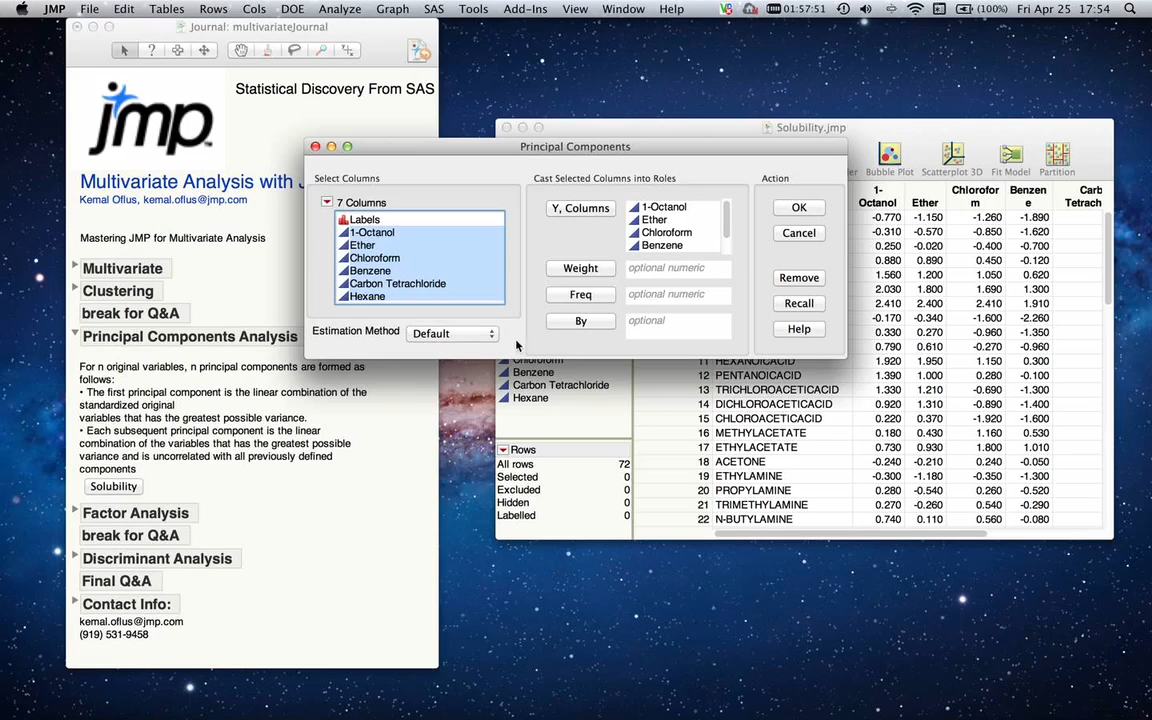 JMP File Edit Tables Rows Cols DOE Analyze Graph SAS Tools Add-Ins View Window Help 01:57:51 (100%) Fri Apr 25 17:54
Journal: multivariateJournal
Statistical Discovery From SAS
jmp
Multivariate Analysis with J
Kemal Oflus, kemal.oflus@jmp.com
Mastering JMP for Multivariate Analysis
Multivariate
Clustering
break for Q&A
Principal Components Analysis
For n original variables, n principal components are formed as
follows:
• The first principal component is the linear combination of the
standardized original
variables that has the greatest possible variance.
• Each subsequent principal component is the linear
combination of the variables that has the greatest possible
variance and is uncorrelated with all previously defined
components
Solubility
Factor Analysis
break for Q&A
Discriminant Analysis
Final Q&A
Contact Info:
kemal.oflus@jmp.com
(919) 531-9458
Principal Components
Select Columns
7 Columns
Labels
1-Octanol
Ether
Chloroform
Benzene
Carbon Tetrachloride
Hexane
Estimation Method Default
Cast Selected Columns into Roles
Y, Columns
1-Octanol
Ether
Chloroform
Benzene
Weight optional numeric
Freq optional numeric
By optional
Action
OK
Cancel
Remove
Recall
Help
Solubility.jmp
Bubble Plot Scatterplot 3D Fit Model Partition
1-Octanol Ether Chloroform Benzene Carb Tetrach
-0.770 -1.150 -1.260 -1.890
-0.310 -0.570 -0.850 -1.620
0.250 -0.020 -0.400 -0.700
0.880 0.890 -0.450 -0.120
1.560 1.200 1.050 0.620
2.030 1.800 1.690 1.300
2.410 2.400 2.410 1.910
-0.170 -0.340 -1.600 -2.260
0.330 0.270 -0.960 -1.350
0.790 0.610 -0.270 -0.960
11 HEXANOICACID 1.920 1.950 1.150 0.300
12 PENTANOICACID 1.390 1.000 0.280 -0.100
13 TRICHLOROACETICACID 1.330 1.210 -0.690 -1.300
14 DICHLOROACETICACID 0.920 1.310 -0.890 -1.400
15 CHLOROACETICACID 0.220 0.370 -1.920 -1.600
16 METHYLACETATE 0.180 0.430 1.160 0.530
17 ETHYLACETATE 0.730 0.930 1.800 1.010
18 ACETONE -0.240 -0.210 0.240 -0.050
19 ETHYLAMINE -0.300 -1.180 -0.350 -1.300
20 PROPYLAMINE 0.280 -0.540 0.260 -0.520
21 TRIMETHYLAMINE 0.270 -0.260 0.540 -0.290
22 N-BUTYLAMINE 0.740 0.110 0.560 -0.080
Chloroform
Benzene
Carbon Tetrachloride
Hexane
Rows
All rows 72
Selected 0
Excluded 0
Hidden 0
Labelled 0